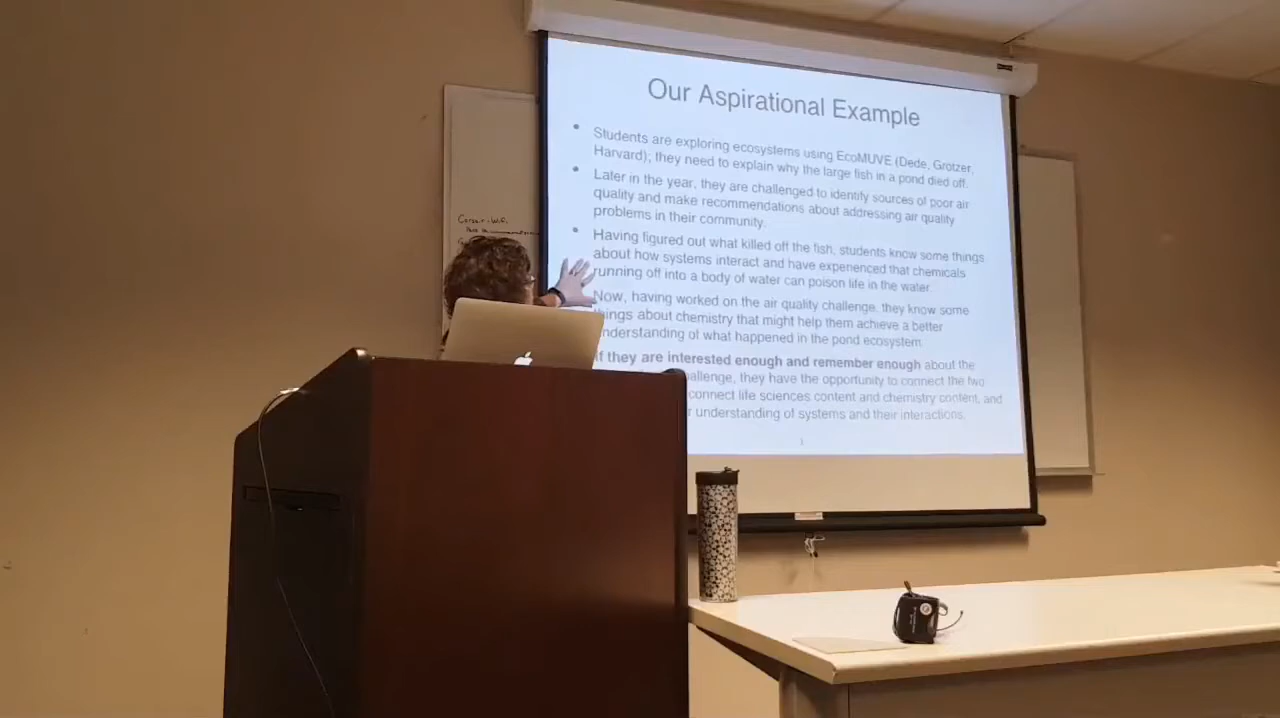 Our Aspirational Example
• Students are exploring ecosystems using EcoMUVE (Dede, Grotzer,
Harvard); they need to explain why the large fish in a pond died off.
• Later in the year, they are challenged to identify sources of poor air
quality and make recommendations about addressing air quality
problems in their community.
• Having figured out what killed off the fish, students know some things
about how systems interact and have experienced that chemicals
running off into a body of water can poison life in the water.
Now, having worked on the air quality challenge, they know some
things about chemistry that might help them achieve a better
understanding of what happened in the pond ecosystem.
If they are interested enough and remember enough about the
challenge, they have the opportunity to connect the two
connect life sciences content and chemistry content, and
understanding of systems and their interactions.